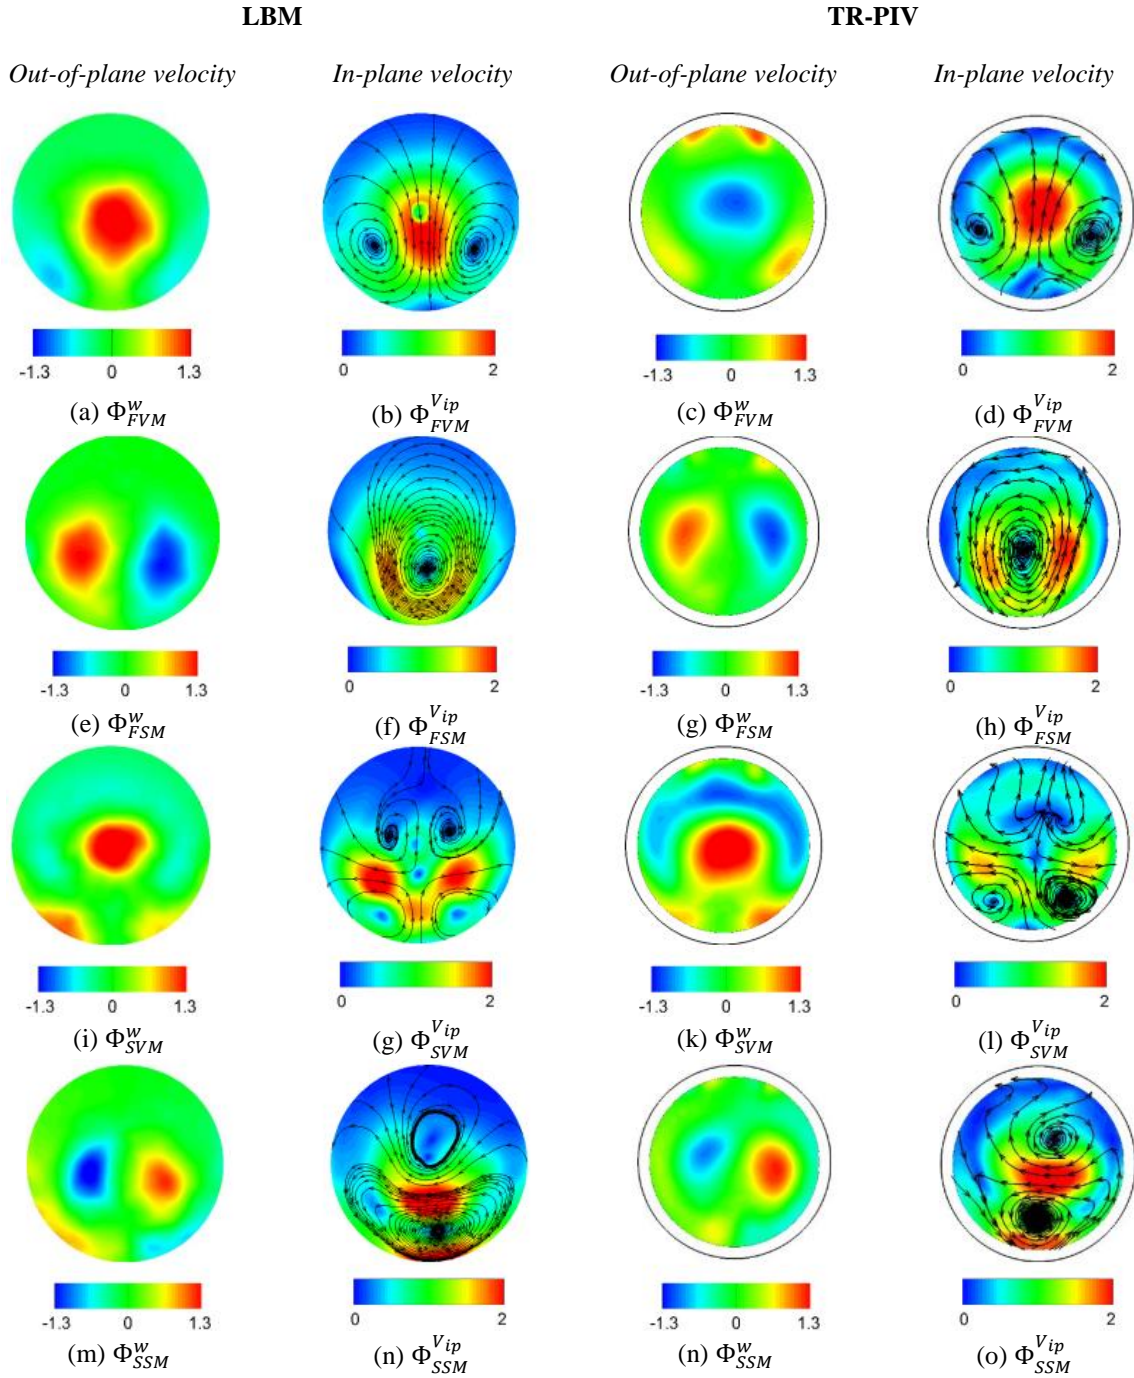 LBM TR-PIV
Out-of-plane velocity In-plane velocity Out-of-plane velocity In-plane velocity
-1.3 0 1.3 0 2 -1.3 0 1.3 0 2
(a) Φ^w_FVM (b) Φ^Vip_FVM (c) Φ^w_FVM (d) Φ^Vip_FVM
-1.3 0 1.3 0 2 -1.3 0 1.3 0 2
(e) Φ^w_FSM (f) Φ^Vip_FSM (g) Φ^w_FSM (h) Φ^Vip_FSM
-1.3 0 1.3 0 2 -1.3 0 1.3 0 2
(i) Φ^w_SVM (g) Φ^Vip_SVM (k) Φ^w_SVM (l) Φ^Vip_SVM
-1.3 0 1.3 0 2 -1.3 0 1.3 0 2
(m) Φ^w_SSM (n) Φ^Vip_SSM (n) Φ^w_SSM (o) Φ^Vip_SSM